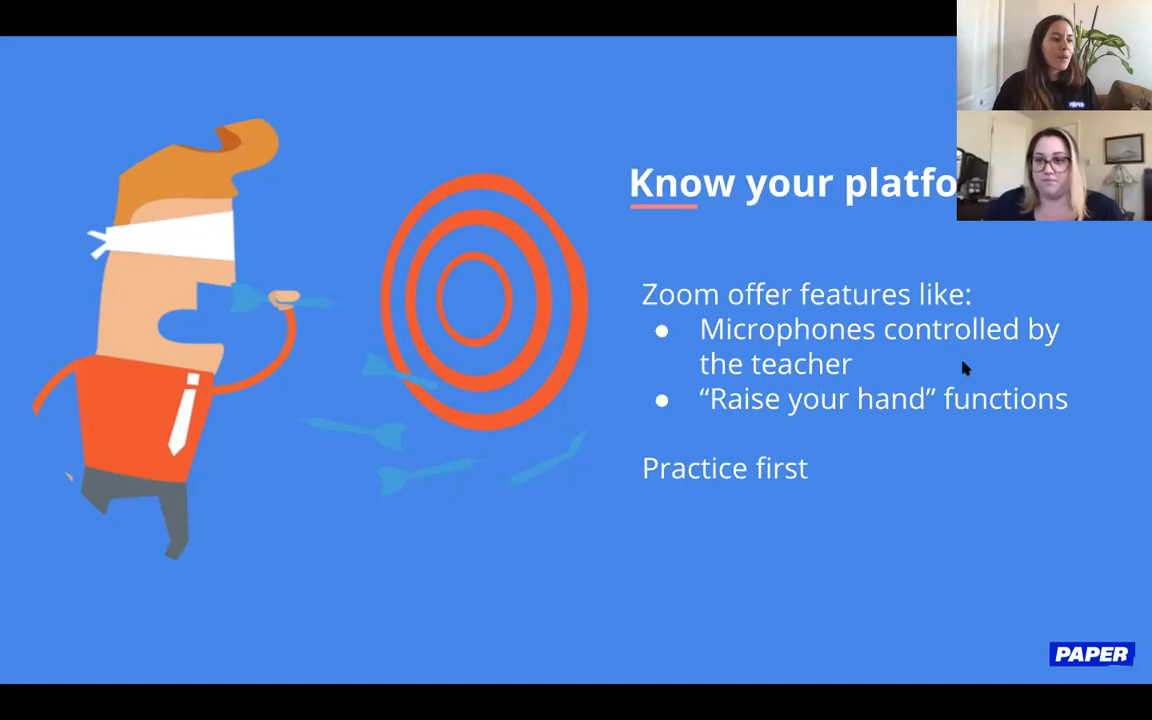 Know your platfo
Zoom offer features like:
● Microphones controlled by
the teacher
● “Raise your hand” functions
Practice first
PAPER
PAPER